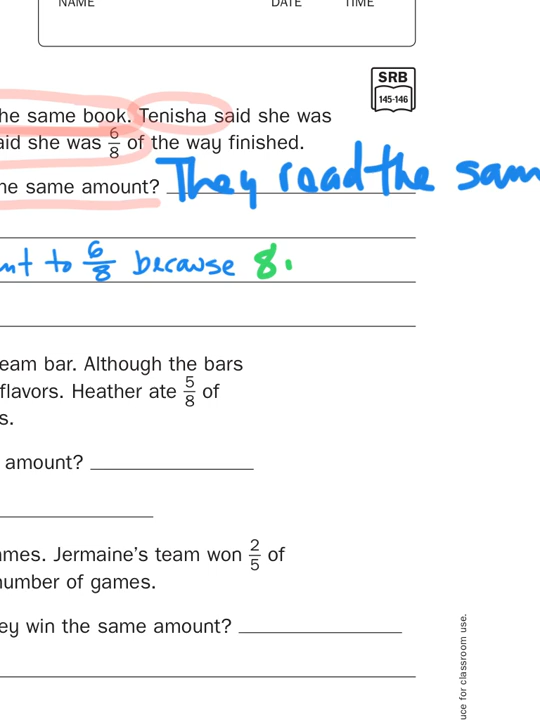 NAME DATE TIME
SRB
145-146
he same book. Tenisha said she was
aid she was 6/8 of the way finished.
ne same amount? They read the sam
nt to 6/8 because 8.
eam bar. Although the bars
flavors. Heather ate 5/8 of
s.
amount?
ames. Jermaine's team won 2/5 of
number of games.
ey win the same amount?
uce for classroom use.